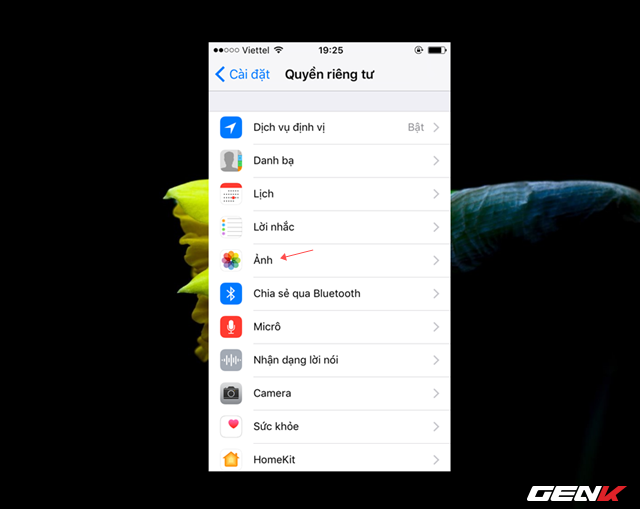 Viettel 19:25
Cài đặt Quyền riêng tư
Dịch vụ định vị Bật
Danh bạ
Lịch
Lời nhắc
Ảnh
Chia sẻ qua Bluetooth
Micrô
Nhận dạng lời nói
Camera
Sức khỏe
HomeKit
GENK